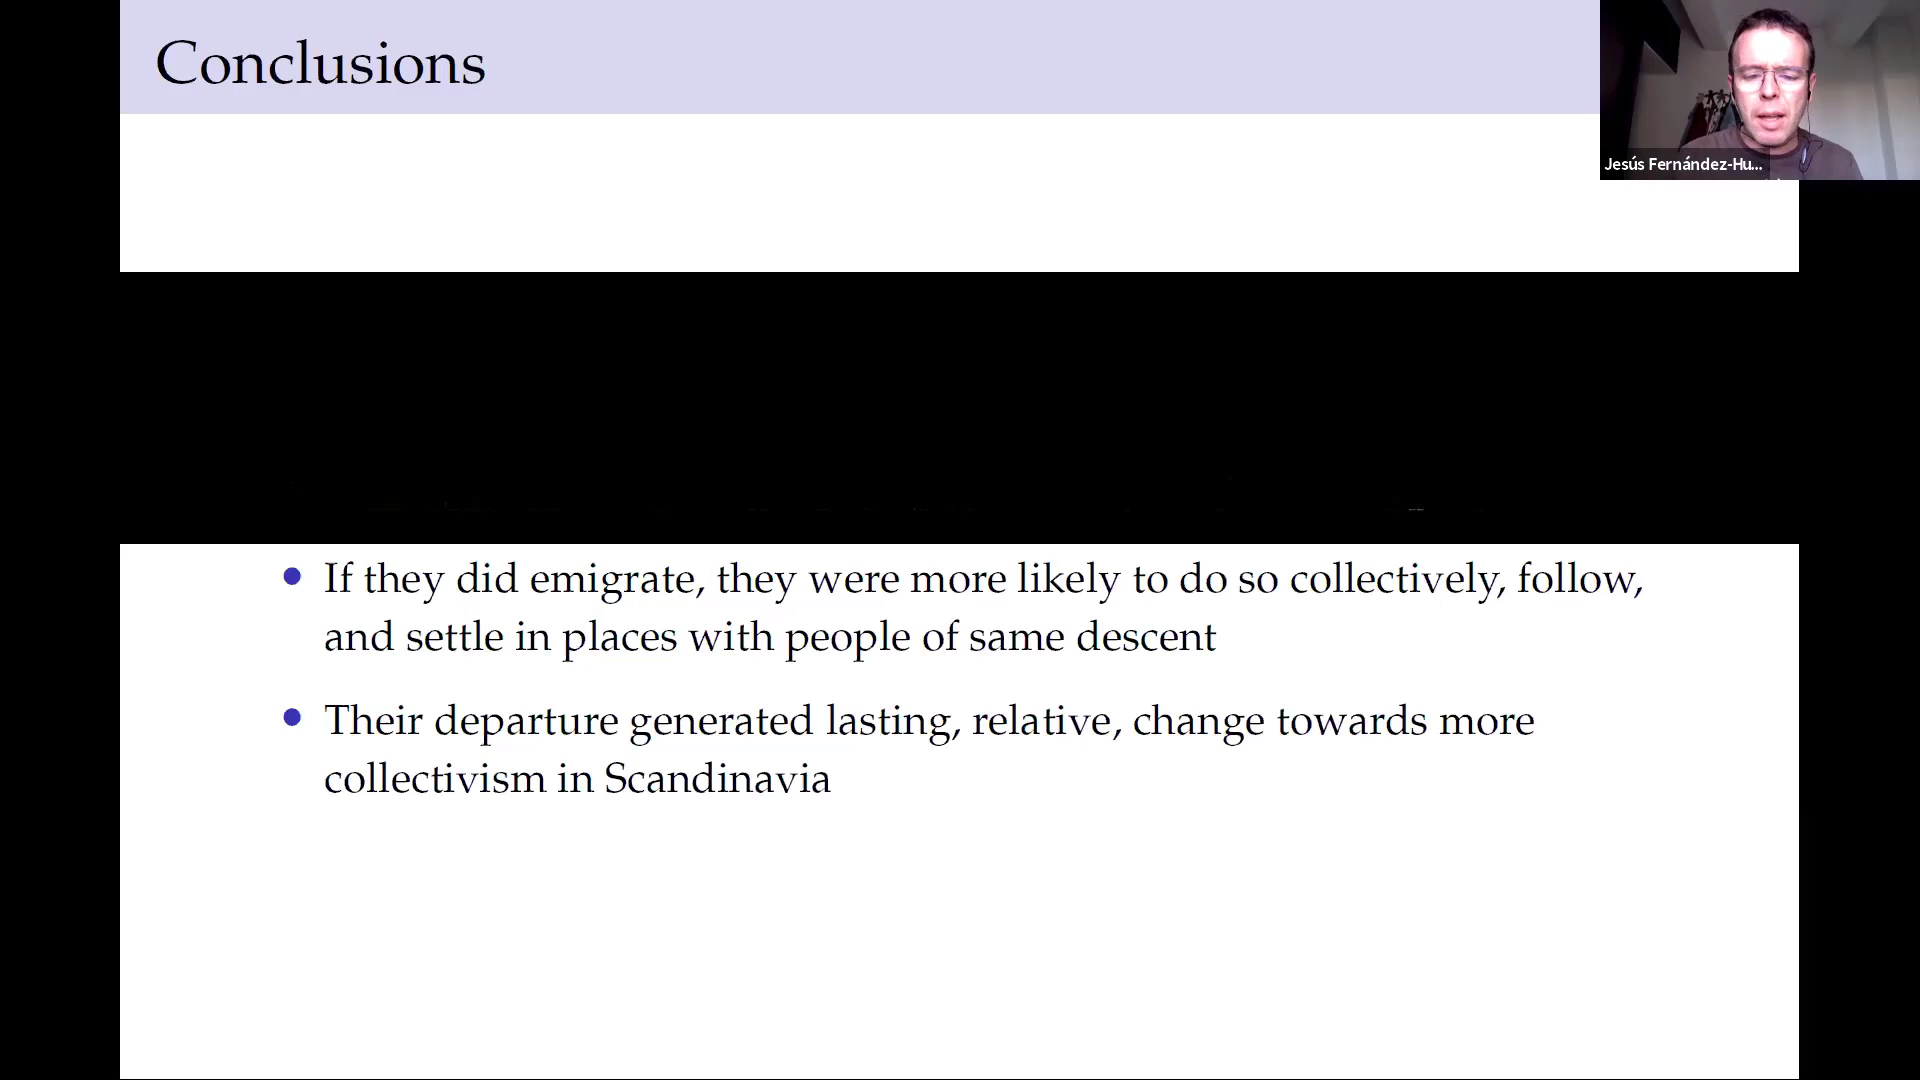 Conclusions
Jesús Fernández-Hu...
• If they did emigrate, they were more likely to do so collectively, follow,
and settle in places with people of same descent
• Their departure generated lasting, relative, change towards more
collectivism in Scandinavia